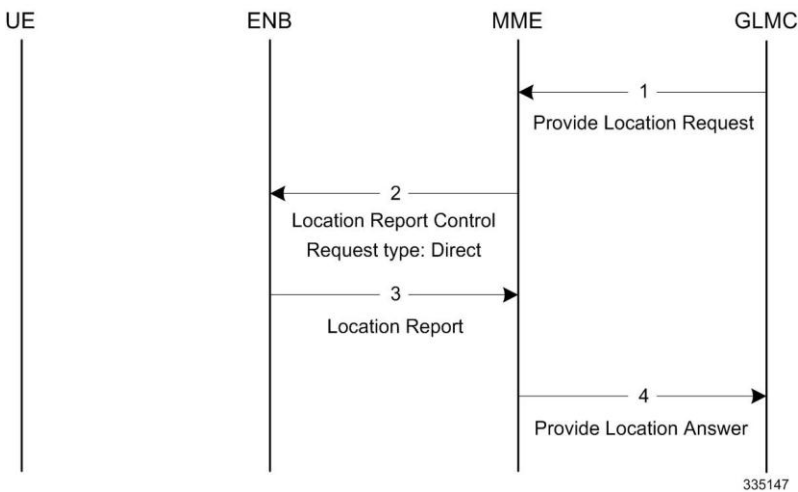 UE ENB MME GLMC
1
Provide Location Request
2
Location Report Control
Request type: Direct
3
Location Report
4
Provide Location Answer
335147